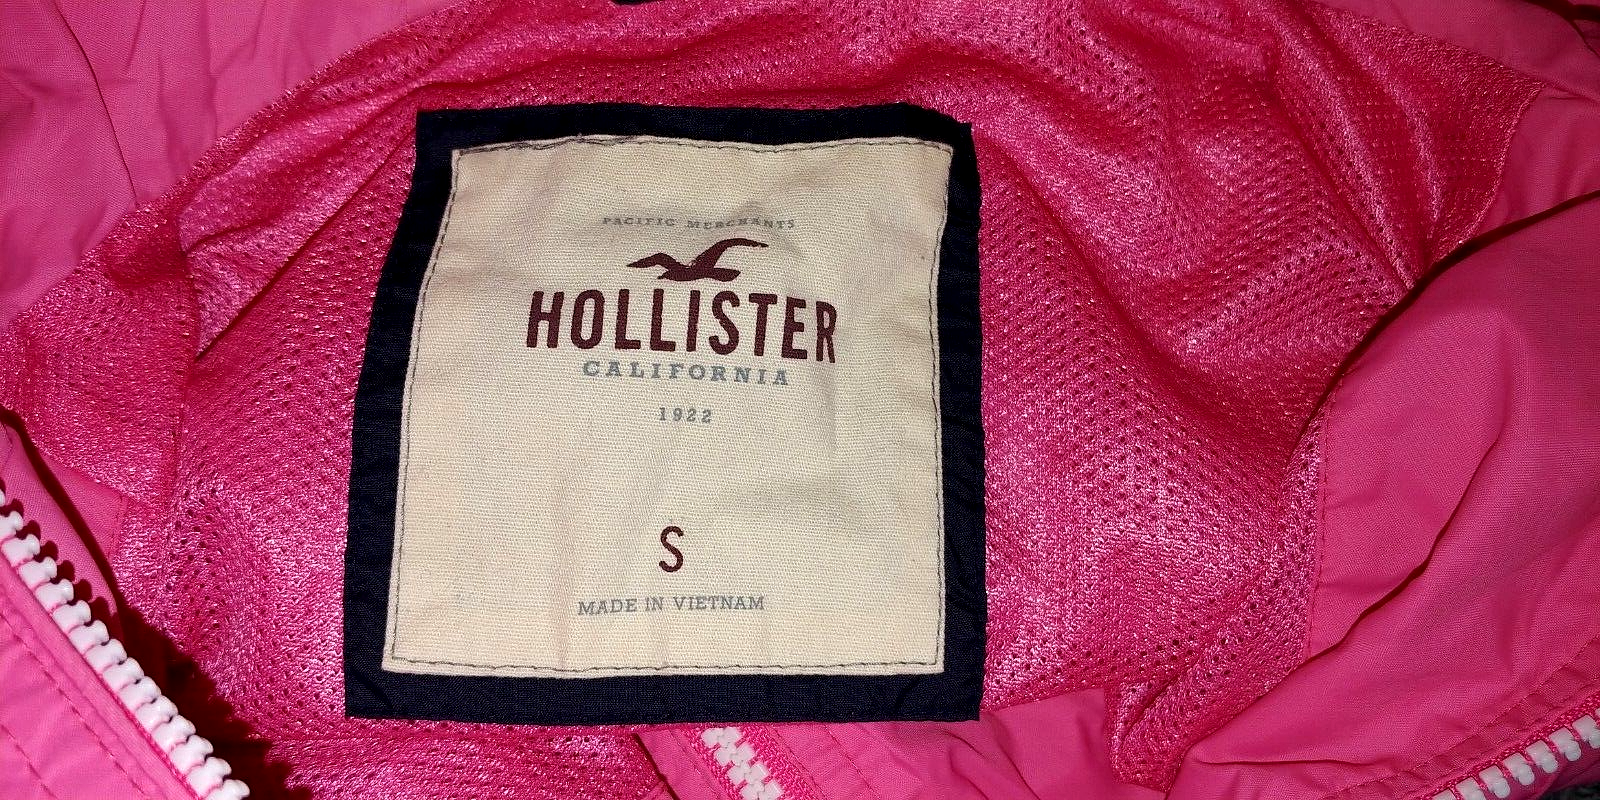 PACIFIC MERCHANTS
HOLLISTER
CALIFORNIA
1922
S
MADE IN VIETNAM